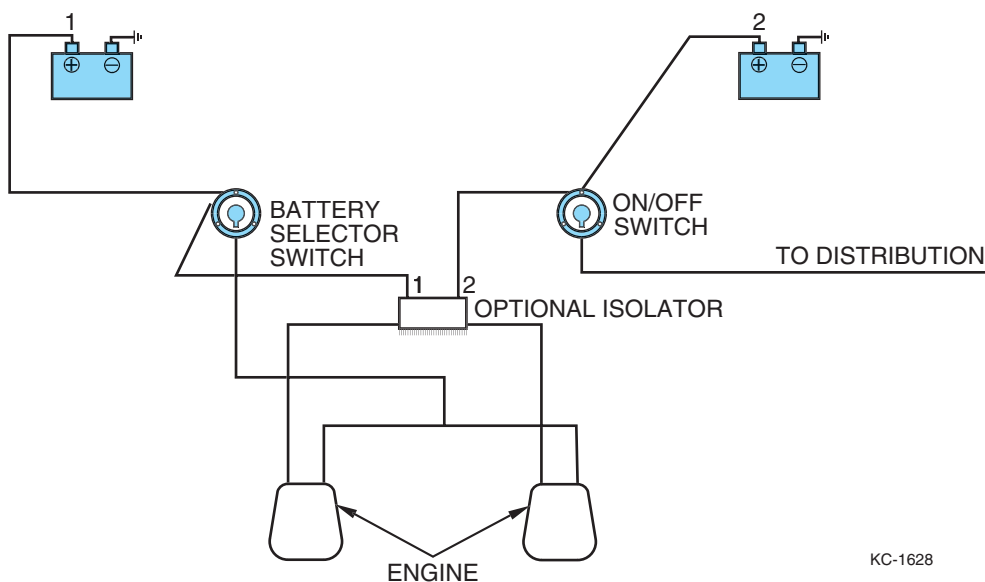 1
2
⊕ ⊖
⊕ ⊖
BATTERY
SELECTOR
SWITCH
ON/OFF
SWITCH
TO DISTRIBUTION
1 2
OPTIONAL ISOLATOR
ENGINE
KC-1628